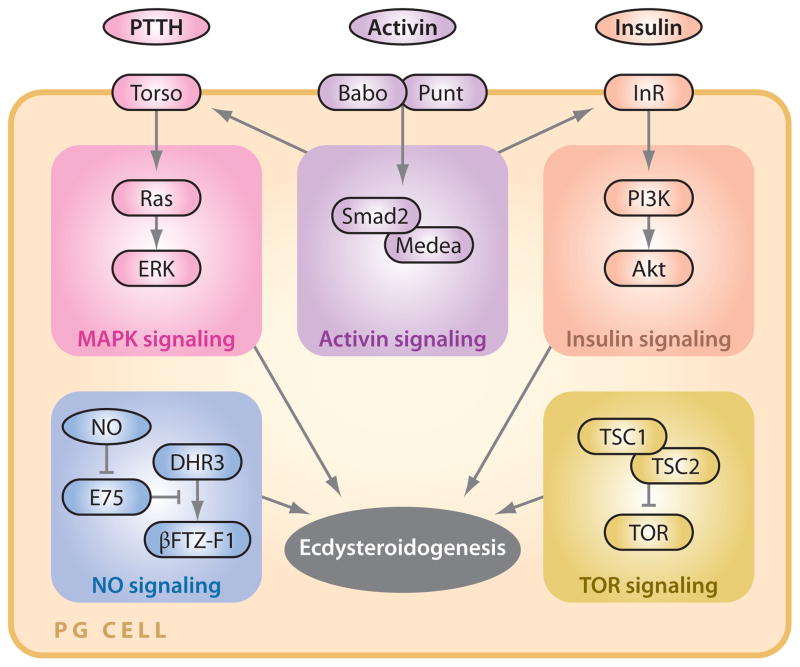 PTTH
Activin
Insulin
Torso
Babo
Punt
InR
Ras
ERK
MAPK signaling
Smad2
Medea
Activin signaling
PI3K
Akt
Insulin signaling
NO
DHR3
E75
βFTZ-F1
NO signaling
Ecdysteroidogenesis
TSC1
TSC2
TOR
TOR signaling
PG CELL